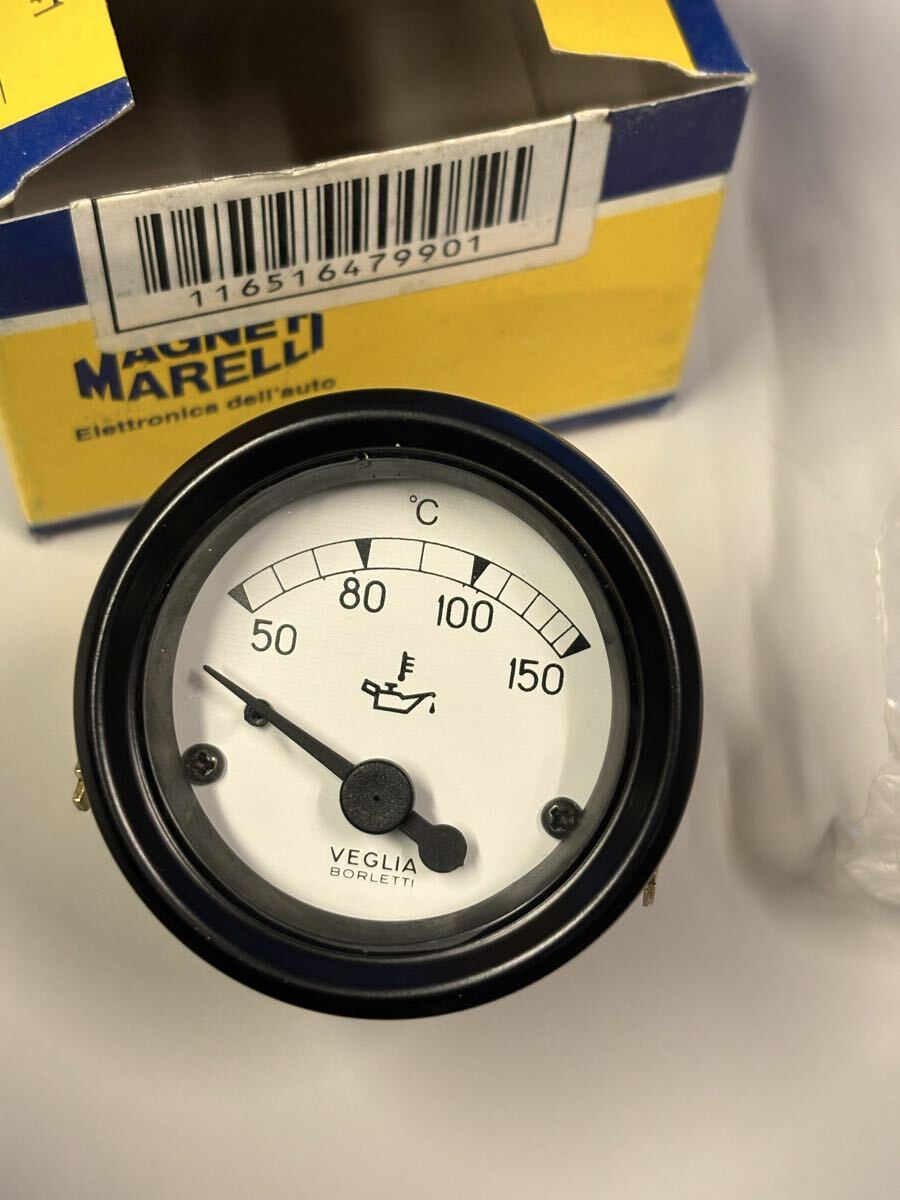 116516479901
MAGNETI
MARELLI
Elettronica dell'auto
°C
50 80 100 150
VEGLIA
BORLETTI